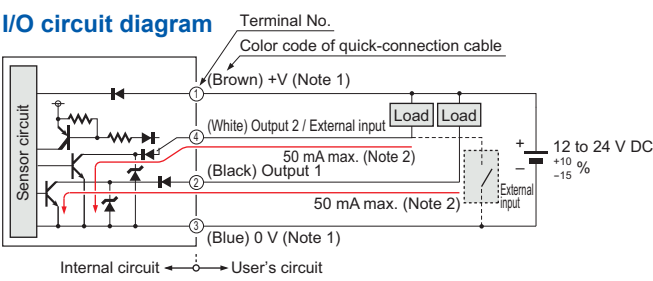 I/O circuit diagram
Terminal No.
Color code of quick-connection cable
(Brown) +V (Note 1)
1
Sensor circuit
(White) Output 2 / External input
4
Load
Load
50 mA max. (Note 2)
(Black) Output 1
2
50 mA max. (Note 2)
External
input
+
−
12 to 24 V DC
+10
−15 %
3
(Blue) 0 V (Note 1)
Internal circuit
User's circuit